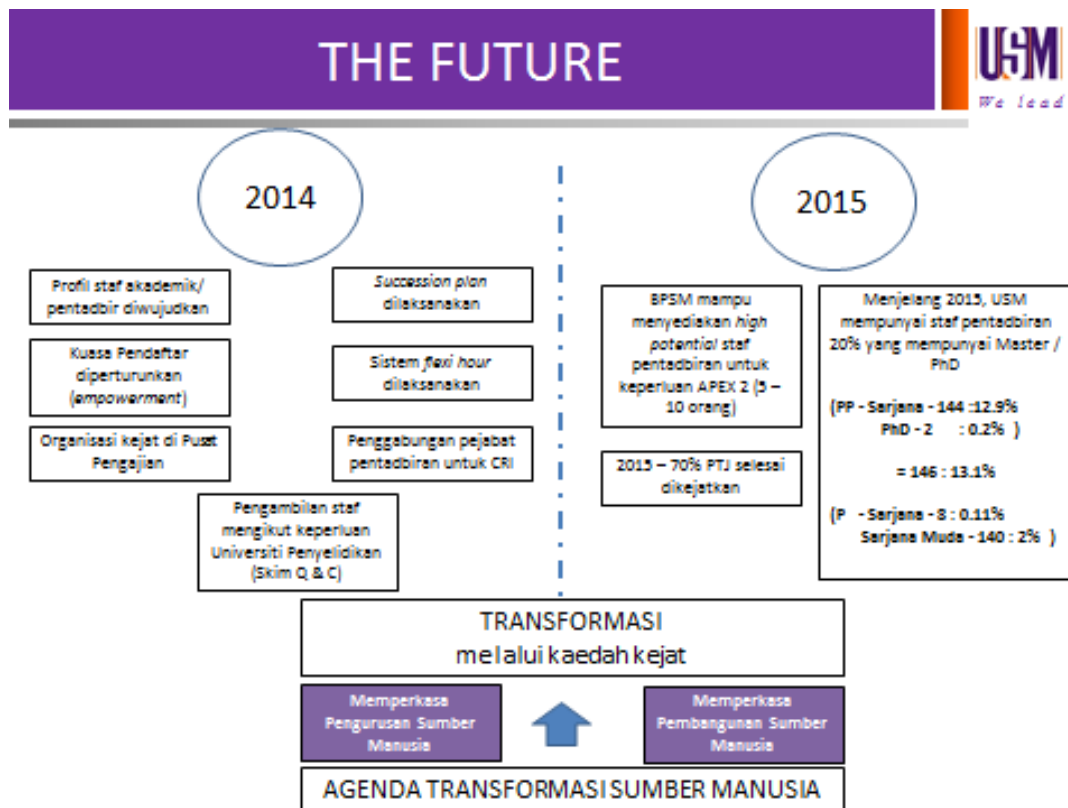 THE FUTURE
USM
We lead
2014
2015
Profil staf akademik/
pentadbir diwujudkan
Succession plan
dilaksanakan
Kuasa Pendaftar
diperturunkan
(empowerment)
Sistem flexi hour
dilaksanakan
Organisasi kejat di Pusat
Pengajian
Penggabungan pejabat
pentadbiran untuk CRI
Pengambilan staf
mengikut keperluan
Universiti Penyelidikan
(Skim Q & C)
BPSM mampu
menyediakan high
potential staf
pentadbiran untuk
keperluan APEX 2 (5 –
10 orang)
2015 – 70% PTJ selesai
dikejatkan
Menjelang 2015, USM
mempunyai staf pentadbiran
20% yang mempunyai Master /
PhD
(PP - Sarjana - 144 :12.9%
PhD - 2 : 0.2% )
= 146 : 13.1%
(P - Sarjana - 8 : 0.11%
Sarjana Muda - 140 : 2% )
TRANSFORMASI
melalui kaedah kejat
Memperkasa
Pengurusan Sumber
Manusia
Memperkasa
Pembangunan Sumber
Manusia
AGENDA TRANSFORMASI SUMBER MANUSIA